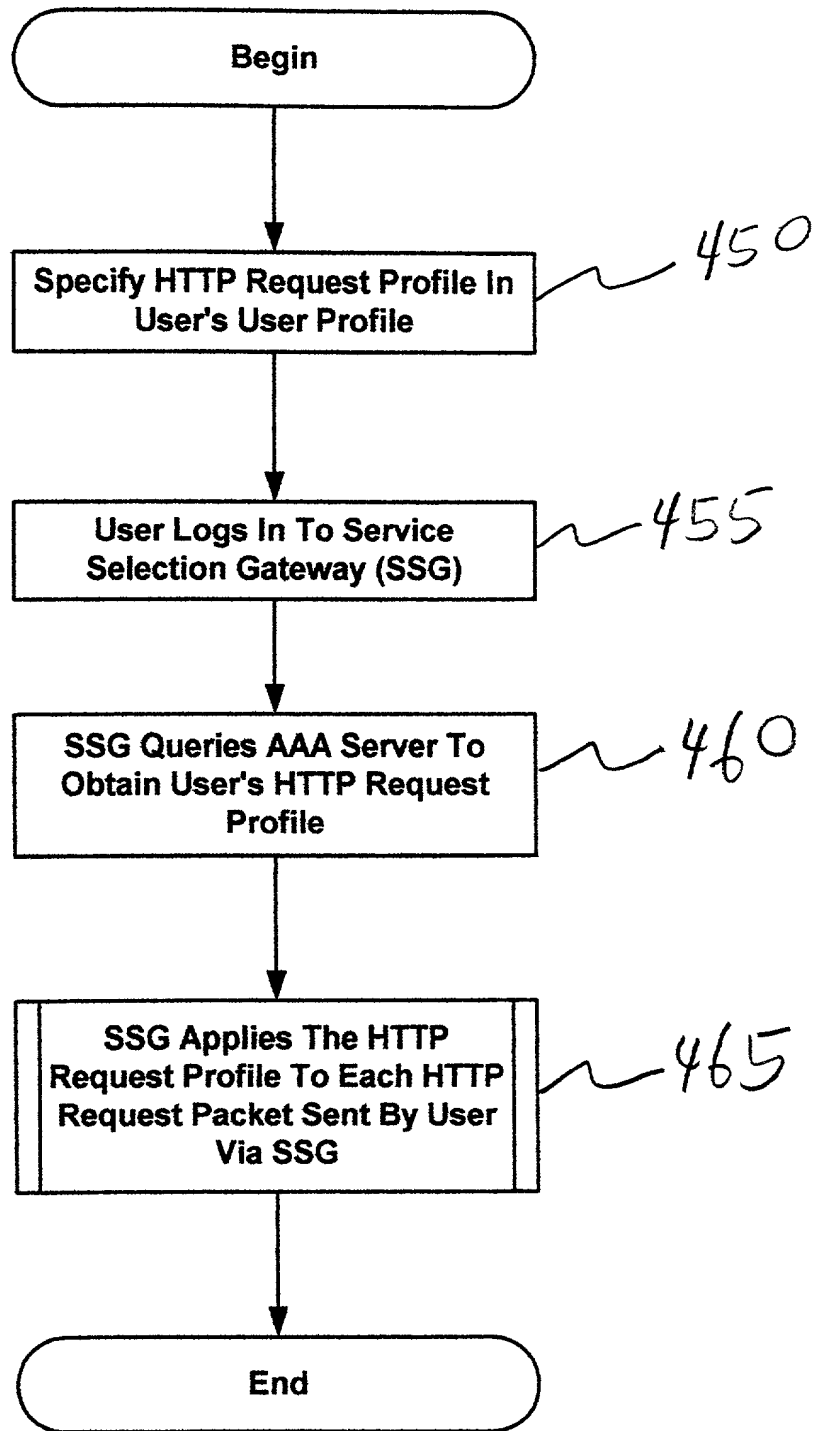 Begin
Specify HTTP Request Profile In
User's User Profile
450
User Logs In To Service
Selection Gateway (SSG)
455
SSG Queries AAA Server To
Obtain User's HTTP Request
Profile
460
SSG Applies The HTTP
Request Profile To Each HTTP
Request Packet Sent By User
Via SSG
465
End